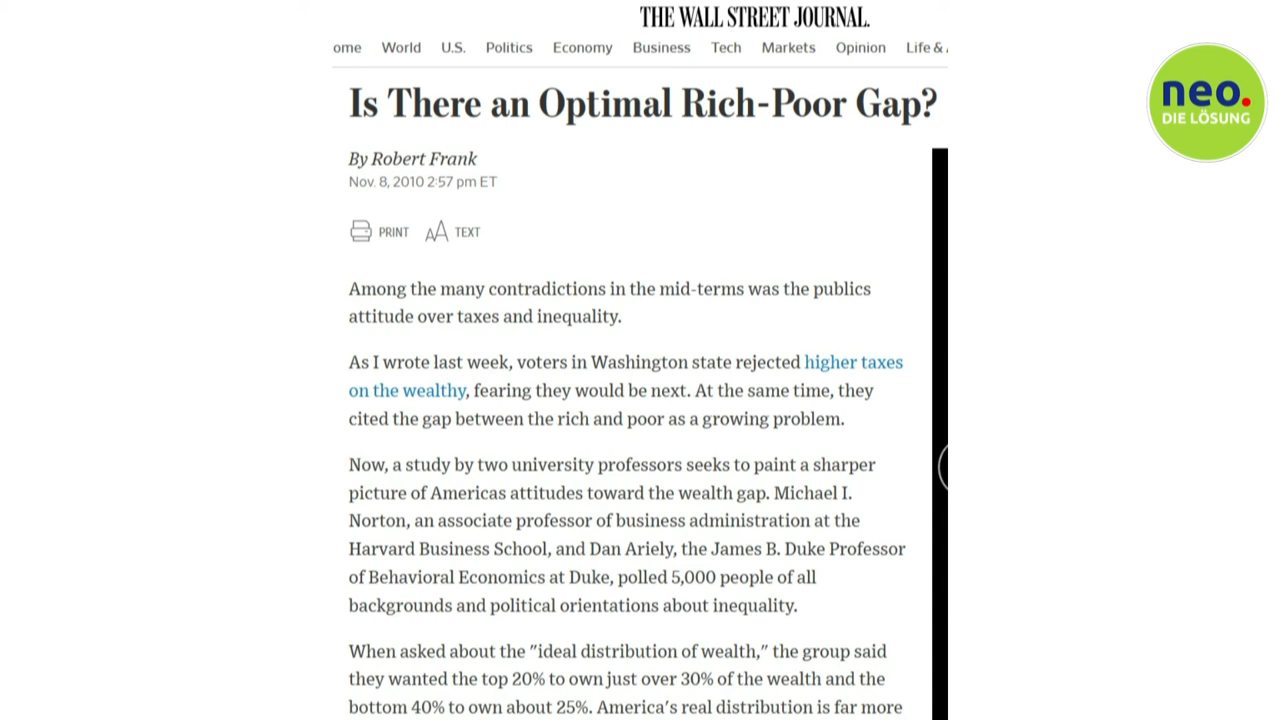 THE WALL STREET JOURNAL.
ome World U.S. Politics Economy Business Tech Markets Opinion Life &
Is There an Optimal Rich-Poor Gap?
neo.
DIE LÖSUNG
By Robert Frank
Nov. 8, 2010 2:57 pm ET
PRINT AA TEXT
Among the many contradictions in the mid-terms was the publics
attitude over taxes and inequality.
As I wrote last week, voters in Washington state rejected higher taxes
on the wealthy, fearing they would be next. At the same time, they
cited the gap between the rich and poor as a growing problem.
Now, a study by two university professors seeks to paint a sharper
picture of Americas attitudes toward the wealth gap. Michael I.
Norton, an associate professor of business administration at the
Harvard Business School, and Dan Ariely, the James B. Duke Professor
of Behavioral Economics at Duke, polled 5,000 people of all
backgrounds and political orientations about inequality.
When asked about the "ideal distribution of wealth," the group said
they wanted the top 20% to own just over 30% of the wealth and the
bottom 40% to own about 25%. America's real distribution is far more